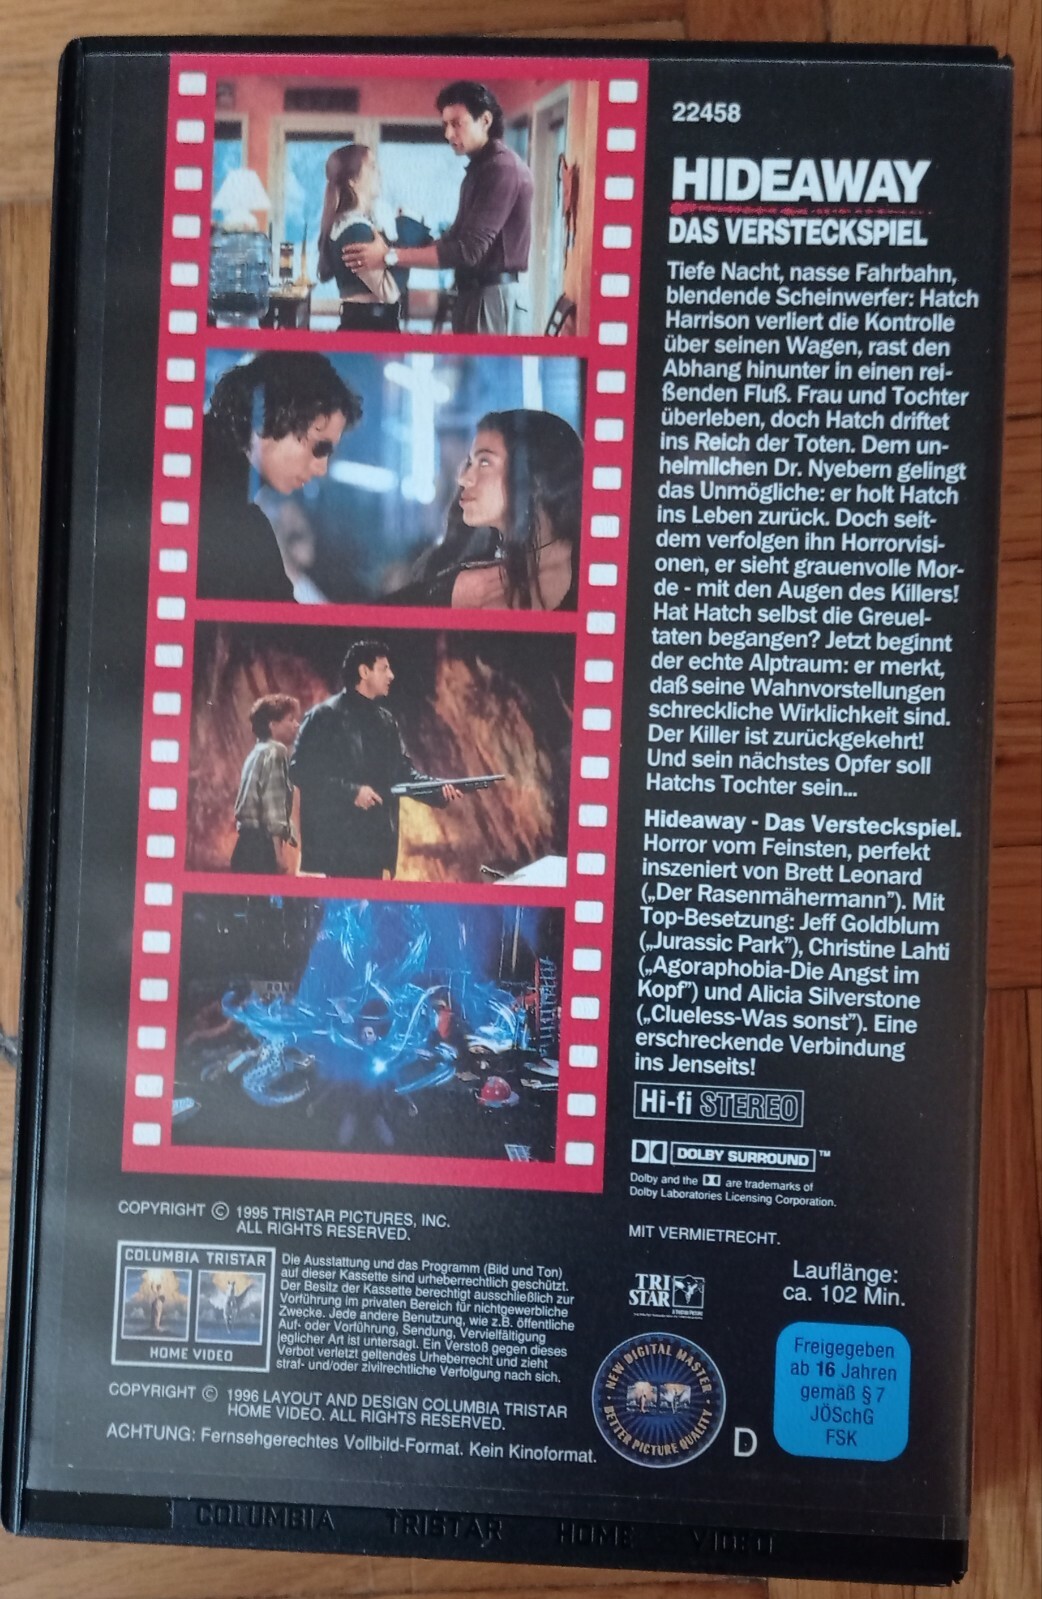 22458
HIDEAWAY
DAS VERSTECKSPIEL
Tiefe Nacht, nasse Fahrbahn,
blendende Scheinwerfer: Hatch
Harrison verliert die Kontrolle
über seinen Wagen, rast den
Abhang hinunter in einen rei-
ßenden Fluß. Frau und Tochter
überleben, doch Hatch driftet
ins Reich der Toten. Dem un-
heimlichen Dr. Nyebern gelingt
das Unmögliche: er holt Hatch
ins Leben zurück. Doch seit-
dem verfolgen ihn Horrorvisi-
onen, er sieht grauenvolle Mor-
de - mit den Augen des Killers!
Hat Hatch selbst die Greuel-
taten begangen? Jetzt beginnt
der echte Alptraum: er merkt,
daß seine Wahnvorstellungen
schreckliche Wirklichkeit sind.
Der Killer ist zurückgekehrt!
Und sein nächstes Opfer soll
Hatchs Tochter sein...
Hideaway - Das Versteckspiel.
Horror vom Feinsten, perfekt
inszeniert von Brett Leonard
(„Der Rasenmähermann”). Mit
Top-Besetzung: Jeff Goldblum
(„Jurassic Park”), Christine Lahti
(„Agoraphobia-Die Angst im
Kopf”) und Alicia Silverstone
(„Clueless-Was sonst”). Eine
erschreckende Verbindung
ins Jenseits!
Hi-fi STEREO
DOLBY SURROUND ™
Dolby and the are trademarks of
Dolby Laboratories Licensing Corporation.
MIT VERMIETRECHT.
COPYRIGHT © 1995 TRISTAR PICTURES, INC.
ALL RIGHTS RESERVED.
COLUMBIA TRISTAR
HOME VIDEO
Die Ausstattung und das Programm (Bild und Ton)
auf dieser Kassette sind urheberrechtlich geschützt.
Der Besitz der Kassette berechtigt ausschließlich zur
Vorführung im privaten Bereich für nichtgewerbliche
Zwecke. Jede andere Benutzung, wie z.B. öffentliche
Auf- oder Vorführung, Sendung, Vervielfältigung
jeglicher Art ist untersagt. Ein Verstoß gegen dieses
Verbot verletzt geltendes Urheberrecht und zieht
straf- und/oder zivilrechtliche Verfolgung nach sich.
COPYRIGHT © 1996 LAYOUT AND DESIGN COLUMBIA TRISTAR
HOME VIDEO. ALL RIGHTS RESERVED.
ACHTUNG: Fernsehgerechtes Vollbild-Format. Kein Kinoformat.
TRI
STAR
Lauflänge:
ca. 102 Min.
NEW DIGITAL MASTER
BETTER PICTURE QUALITY
D
Freigegeben
ab 16 Jahren
gemäß § 7
JÖSchG
FSK
COLUMBIA TRISTAR HOME VIDEO